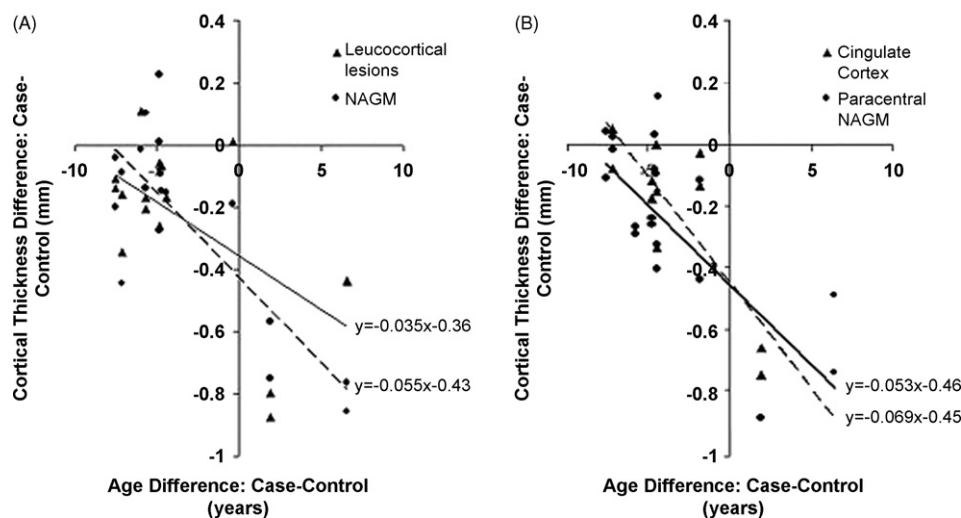 (A)
Cortical Thickness Difference: Case-
Control (mm)
0.4
0.2
0
-0.2
-0.4
-0.6
-0.8
-1
-10
-5
0
5
10
▲ Leucocortical
lesions
● NAGM
y=-0.035x-0.36
y=-0.055x-0.43
Age Difference: Case-Control
(years)
(B)
Cortical Thickness Difference: Case-
Control (mm)
0.4
0.2
0
-0.2
-0.4
-0.6
-0.8
-1
-10
-5
0
5
10
▲ Cingulate
Cortex
● Paracentral
NAGM
y=-0.053x-0.46
y=-0.069x-0.45
Age Difference: Case-Control
(years)